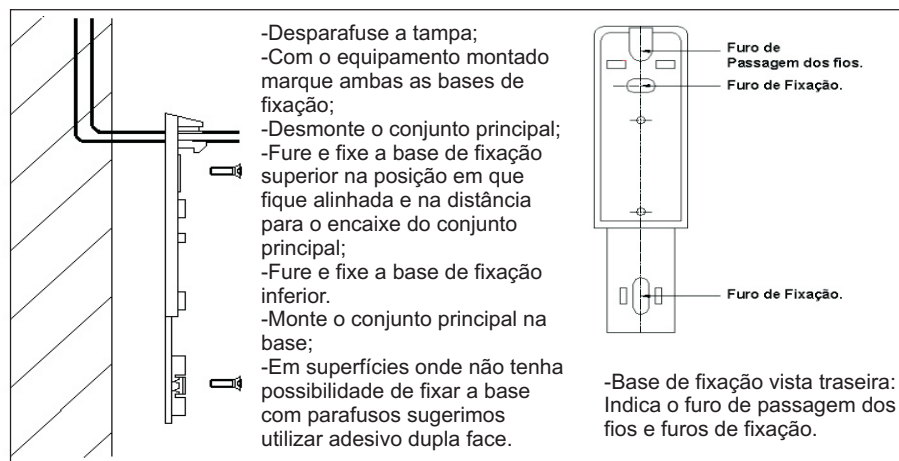 -Desparafuse a tampa;
-Com o equipamento montado
marque ambas as bases de
fixação;
-Desmonte o conjunto principal;
-Fure e fixe a base de fixação
superior na posição em que
fique alinhada e na distância
para o encaixe do conjunto
principal;
-Fure e fixe a base de fixação
inferior.
-Monte o conjunto principal na
base;
-Em superfícies onde não tenha
possibilidade de fixar a base
com parafusos sugerimos
utilizar adesivo dupla face.
Furo de
Passagem dos fios.
Furo de Fixação.
Furo de Fixação.
-Base de fixação vista traseira:
Indica o furo de passagem dos
fios e furos de fixação.